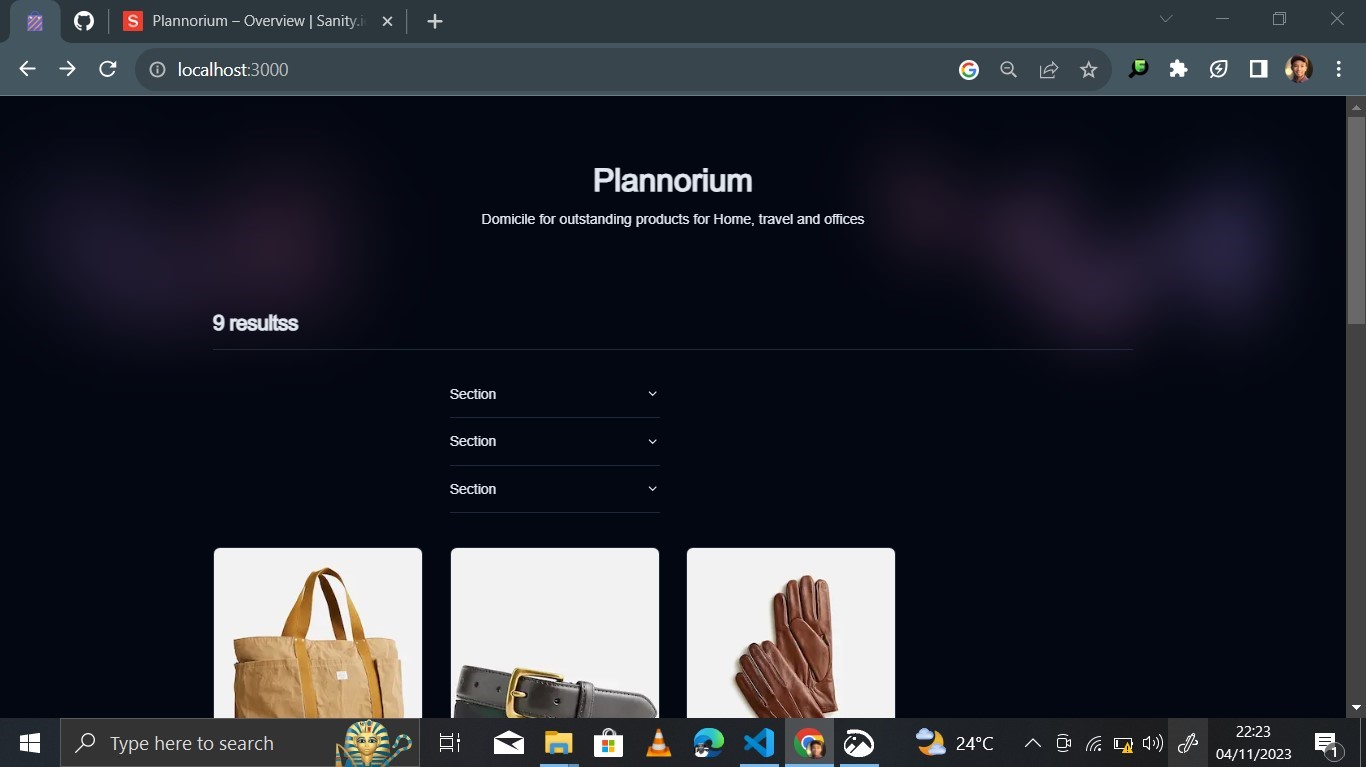 Plannorium – Overview | Sanity.i
localhost:3000
Plannorium
Domicile for outstanding products for Home, travel and offices
9 resultss
Section
Section
Section
Type here to search
24°C
22:23
04/11/2023
1